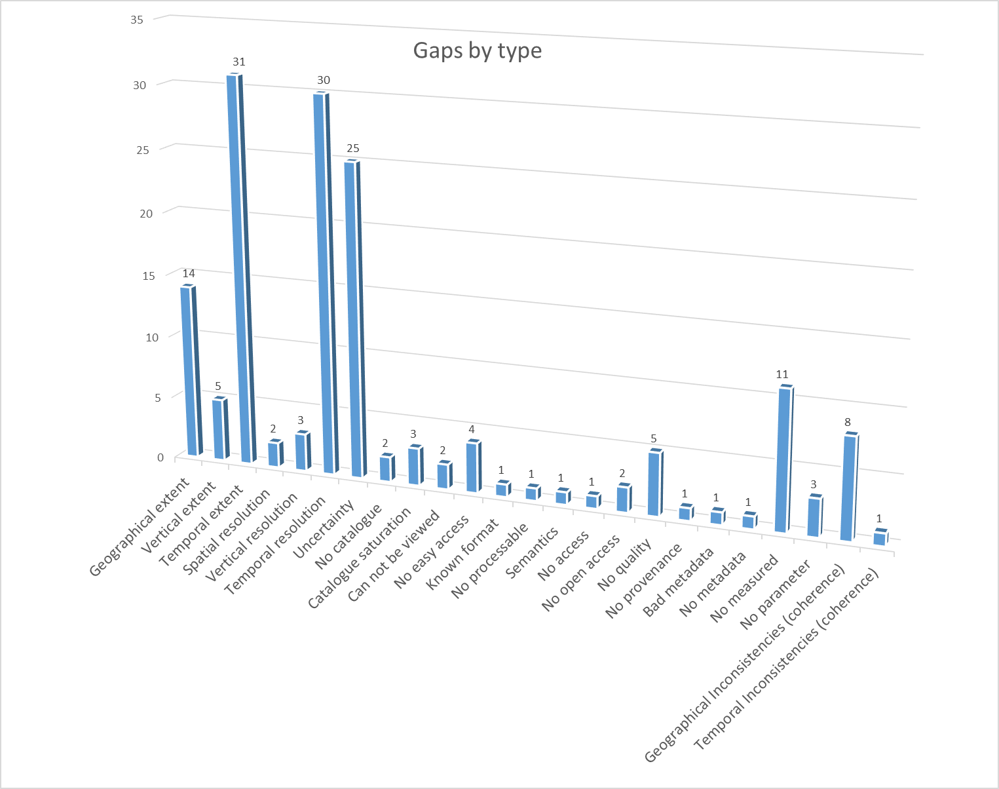 Gaps by type
35
30
25
20
15
10
5
0
14
5
31
2
3
30
25
2
3
2
4
1
1
1
1
2
5
1
1
1
11
3
8
1
Geographical extent
Vertical extent
Temporal extent
Spatial resolution
Vertical resolution
Temporal resolution
Uncertainty
No catalogue
Catalogue saturation
Can not be viewed
No easy access
Known format
No processable
Semantics
No access
No open access
No quality
No provenance
Bad metadata
No metadata
No measured
No parameter
Geographical Inconsistencies (coherence)
Temporal Inconsistencies (coherence)